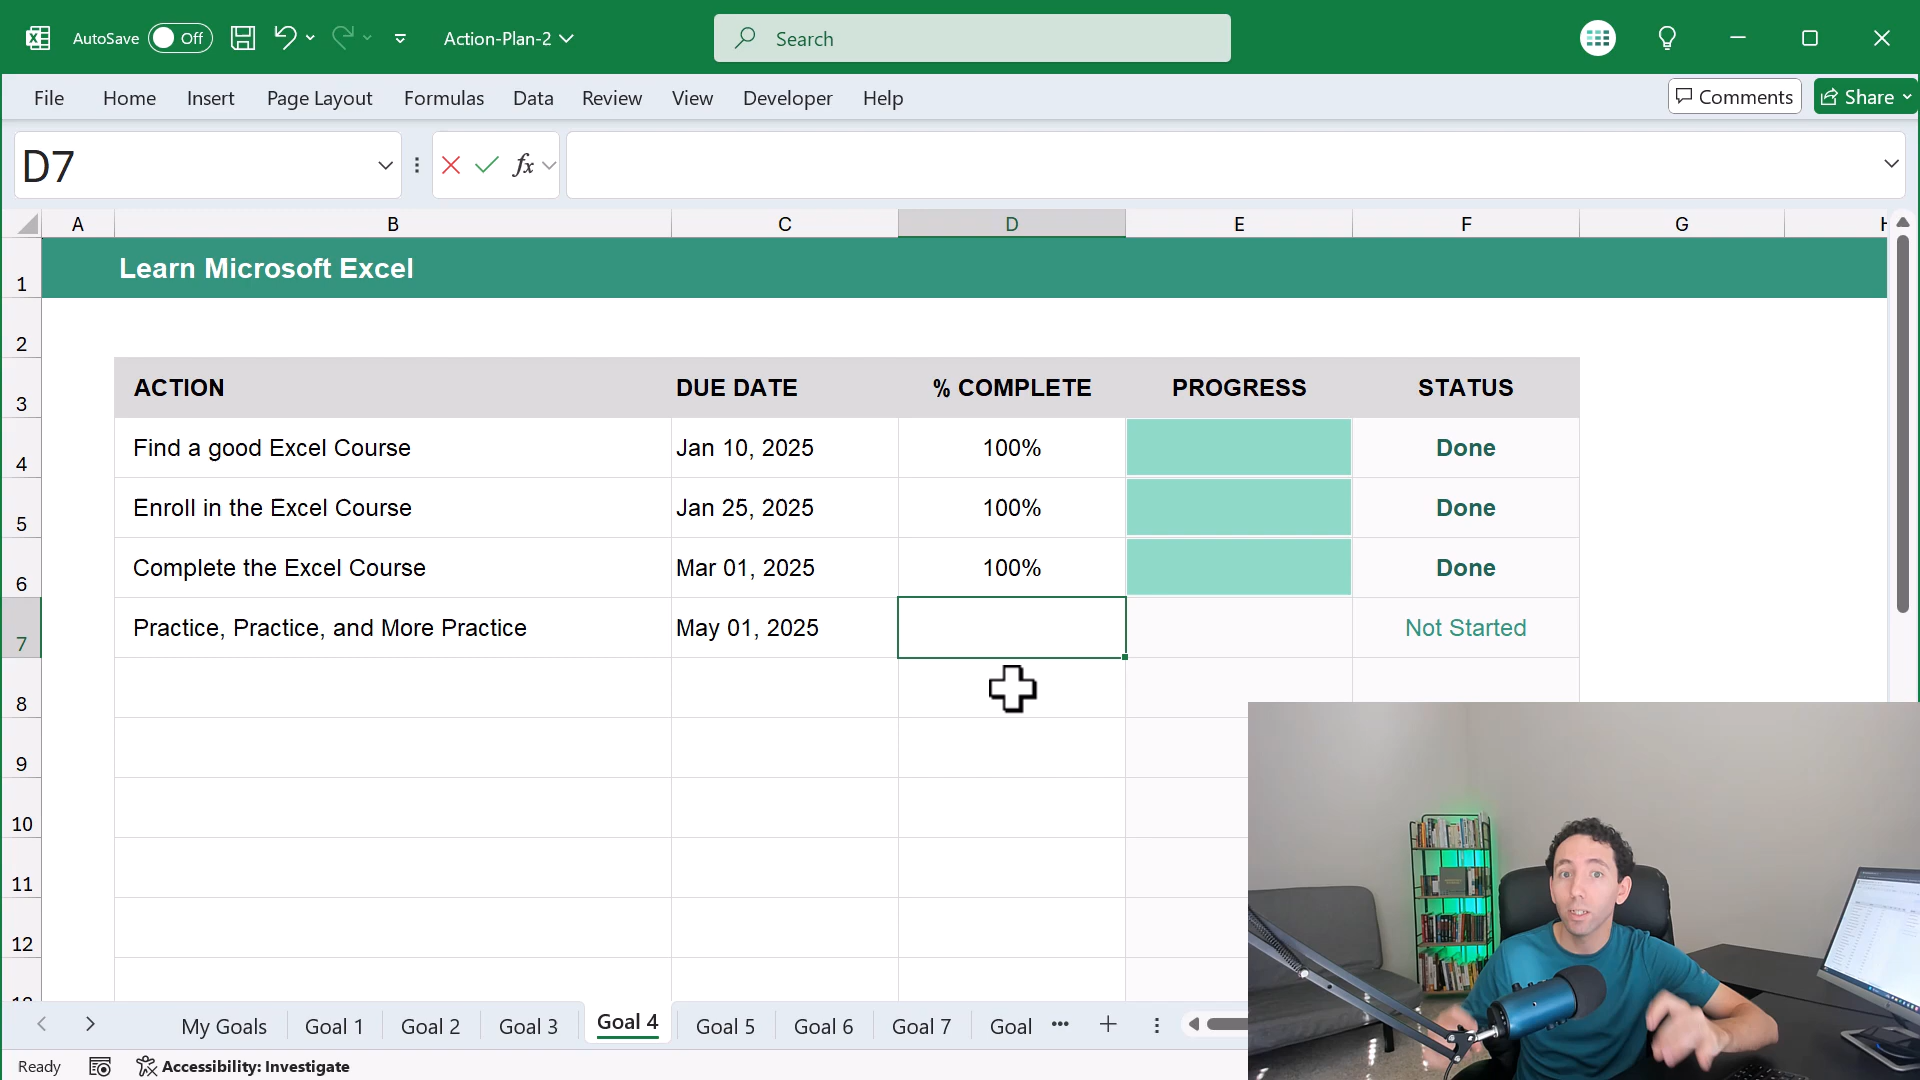 AutoSave Off Action-Plan-2 Search
File Home Insert Page Layout Formulas Data Review View Developer Help Comments Share
D7 fx
A B C D E F G H
1 Learn Microsoft Excel
2
3 ACTION DUE DATE % COMPLETE PROGRESS STATUS
4 Find a good Excel Course Jan 10, 2025 100% Done
5 Enroll in the Excel Course Jan 25, 2025 100% Done
6 Complete the Excel Course Mar 01, 2025 100% Done
7 Practice, Practice, and More Practice May 01, 2025 Not Started
8
9
10
11
12
My Goals Goal 1 Goal 2 Goal 3 Goal 4 Goal 5 Goal 6 Goal 7 Goal
Ready Accessibility: Investigate